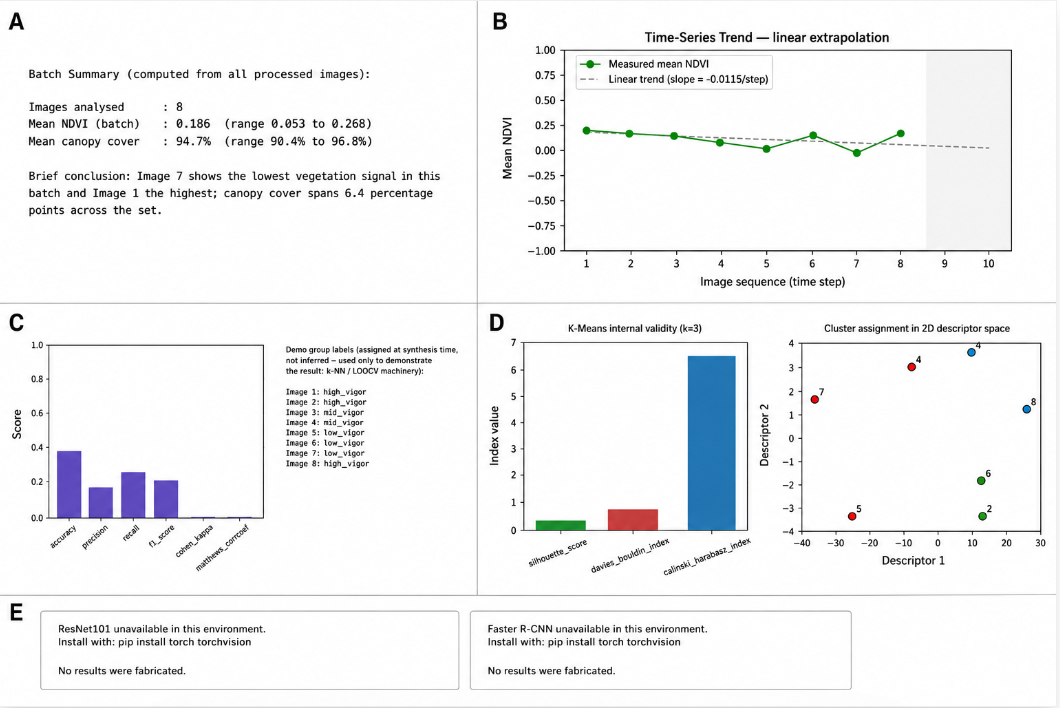 A
Batch Summary (computed from all processed images):
Images analysed : 8
Mean NDVI (batch) : 0.186 (range 0.053 to 0.268)
Mean canopy cover : 94.7% (range 90.4% to 96.8%)
Brief conclusion: Image 7 shows the lowest vegetation signal in this
batch and Image 1 the highest; canopy cover spans 6.4 percentage
points across the set.
B
Time-Series Trend — linear extrapolation
Measured mean NDVI
Linear trend (slope = -0.0115/step)
Mean NDVI
1.00
0.75
0.50
0.25
0.00
−0.25
−0.50
−0.75
−1.00
1 2 3 4 5 6 7 8 9 10
Image sequence (time step)
C
Score
1.0
0.8
0.6
0.4
0.2
0.0
accuracy
precision
recall
f1_score
cohen_kappa
matthews_corrcoef
Demo group labels (assigned at synthesis time,
not inferred – used only to demonstrate
the result: k-NN / LOOCV machinery):
Image 1: high_vigor
Image 2: high_vigor
Image 3: mid_vigor
Image 4: mid_vigor
Image 5: low_vigor
Image 6: low_vigor
Image 7: low_vigor
Image 8: high_vigor
D
K-Means internal validity (k=3)
Index value
7
6
5
4
3
2
1
0
silhouette_score
davies_bouldin_index
calinski_harabasz_index
Cluster assignment in 2D descriptor space
Descriptor 2
4
3
2
1
0
−1
−2
−3
−4
4
4
7
8
6
5
2
−40 −30 −20 −10 0 10 20 30
Descriptor 1
E
ResNet101 unavailable in this environment.
Install with: pip install torch torchvision
No results were fabricated.
Faster R-CNN unavailable in this environment.
Install with: pip install torch torchvision
No results were fabricated.